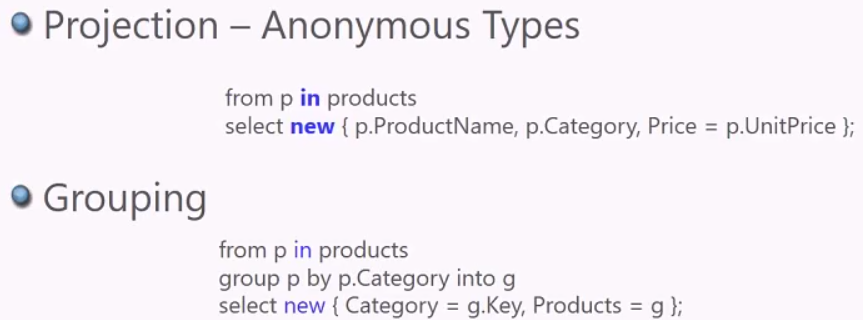 Projection – Anonymous Types
from p in products
select new { p.ProductName, p.Category, Price = p.UnitPrice };
Grouping
from p in products
group p by p.Category into g
select new { Category = g.Key, Products = g };